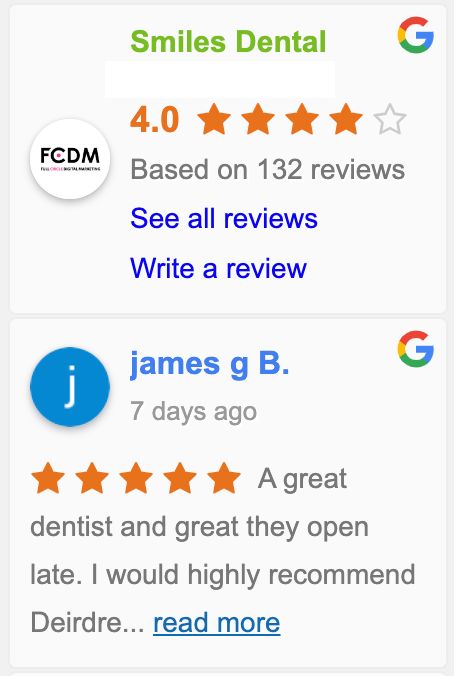 Smiles Dental
4.0
FCDM
FULL CIRCLE DIGITAL MARKETING
Based on 132 reviews
See all reviews
Write a review
j
james g B.
7 days ago
A great
dentist and great they open
late. I would highly recommend
Deirdre... read more